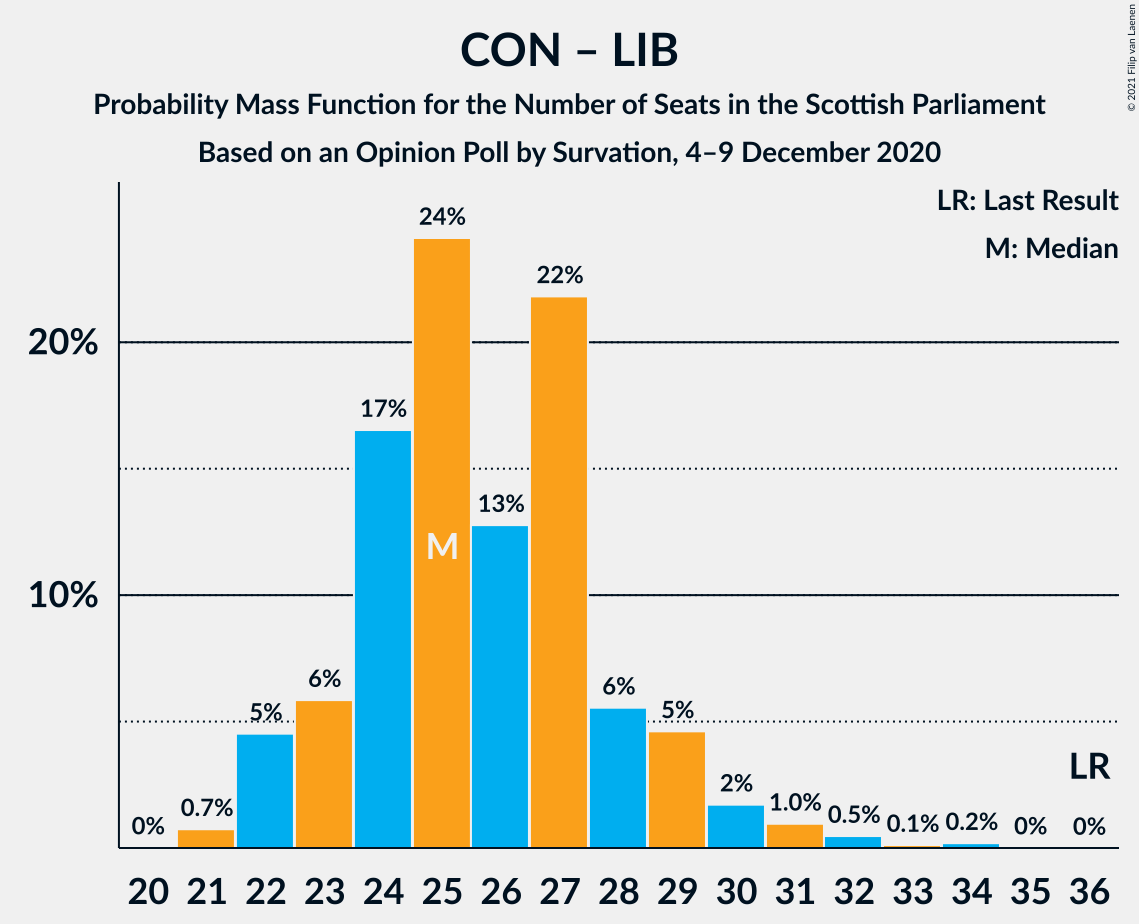 CON – LIB
Probability Mass Function for the Number of Seats in the Scottish Parliament
Based on an Opinion Poll by Survation, 4–9 December 2020
© 2021 Filip van Laenen
LR: Last Result
M: Median
20%
10%
0%
0.7%
5%
6%
17%
24%
13%
22%
6%
5%
2%
1.0%
0.5%
0.1%
0.2%
0%
0%
M
LR
20 21 22 23 24 25 26 27 28 29 30 31 32 33 34 35 36